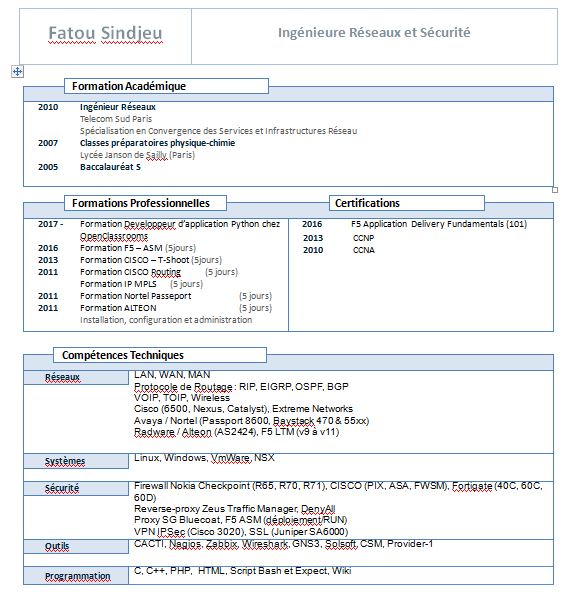 Fatou Sindjeu
Ingénieure Réseaux et Sécurité
Formation Académique
2010 Ingénieur Réseaux
Telecom Sud Paris
Spécialisation en Convergence des Services et Infrastructures Réseau
2007 Classes préparatoires physique-chimie
Lycée Janson de Sailly (Paris)
2005 Baccalauréat S
Formations Professionnelles
2017 - Formation Developpeur d'application Python chez
OpenClassrooms
2016 Formation F5 – ASM (5jours)
2013 Formation CISCO – T-Shoot (5jours)
2011 Formation CISCO Routing (5 jours)
Formation IP MPLS (5 jours)
2011 Formation Nortel Passeport (5 jours)
2011 Formation ALTEON (5 jours)
Installation, configuration et administration
Certifications
2016 F5 Application Delivery Fundamentals (101)
2013 CCNP
2010 CCNA
Compétences Techniques
Réseaux
LAN, WAN, MAN
Protocole de Routage : RIP, EIGRP, OSPF, BGP
VOIP, TOIP, Wireless
Cisco (6500, Nexus, Catalyst), Extreme Networks
Avaya / Nortel (Passport 8600, Baystack 470 & 55xx)
Radware / Alteon (AS2424), F5 LTM (v9 à v11)
Systèmes
Linux, Windows, VmWare, NSX
Sécurité
Firewall Nokia Checkpoint (R65, R70, R71), CISCO (PIX, ASA, FWSM), Fortigate (40C, 60C,
60D)
Reverse-proxy Zeus Traffic Manager, DenyAll
Proxy SG Bluecoat, F5 ASM (déploiement/RUN)
VPN IPSec (Cisco 3020), SSL (Juniper SA6000)
Outils
CACTI, Nagios, Zabbix, Wireshark, GNS3, Solsoft, CSM, Provider-1
Programmation
C, C++, PHP, HTML, Script Bash et Expect, Wiki